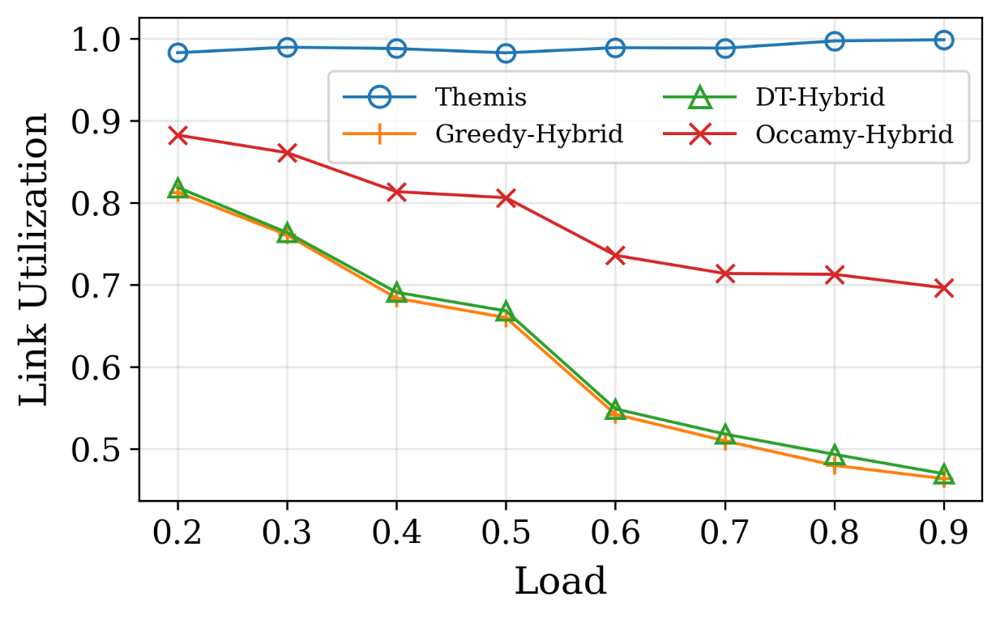 1.0
0.9
0.8
0.7
0.6
0.5
Link Utilization
Themis
Greedy-Hybrid
DT-Hybrid
Occamy-Hybrid
0.2 0.3 0.4 0.5 0.6 0.7 0.8 0.9
Load